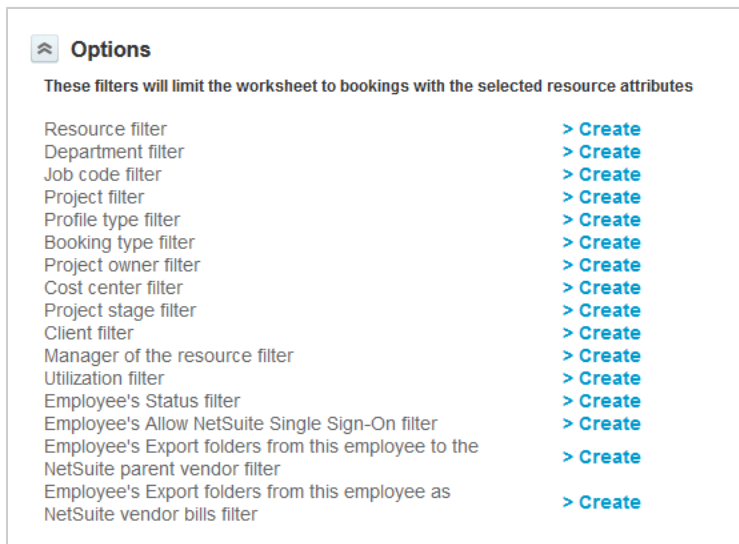 Options
These filters will limit the worksheet to bookings with the selected resource attributes
Resource filter > Create
Department filter > Create
Job code filter > Create
Project filter > Create
Profile type filter > Create
Booking type filter > Create
Project owner filter > Create
Cost center filter > Create
Project stage filter > Create
Client filter > Create
Manager of the resource filter > Create
Utilization filter > Create
Employee's Status filter > Create
Employee's Allow NetSuite Single Sign-On filter > Create
Employee's Export folders from this employee to the
NetSuite parent vendor filter > Create
Employee's Export folders from this employee as
NetSuite vendor bills filter > Create